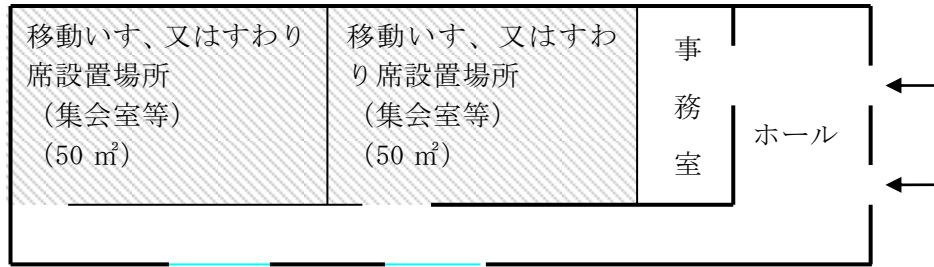 移動いす、又はすわり
席設置場所
（集会室等）
（50 ㎡）
移動いす、又はすわ
り席設置場所
（集会室等）
（50 ㎡）
事務室
ホール